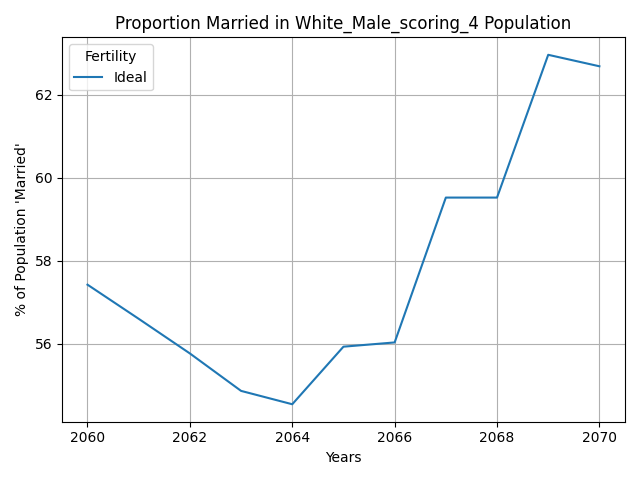 Proportion Married in White_Male_scoring_4 Population
Fertility
Ideal
% of Population 'Married'
62
60
58
56
2060
2062
2064
2066
2068
2070
Years